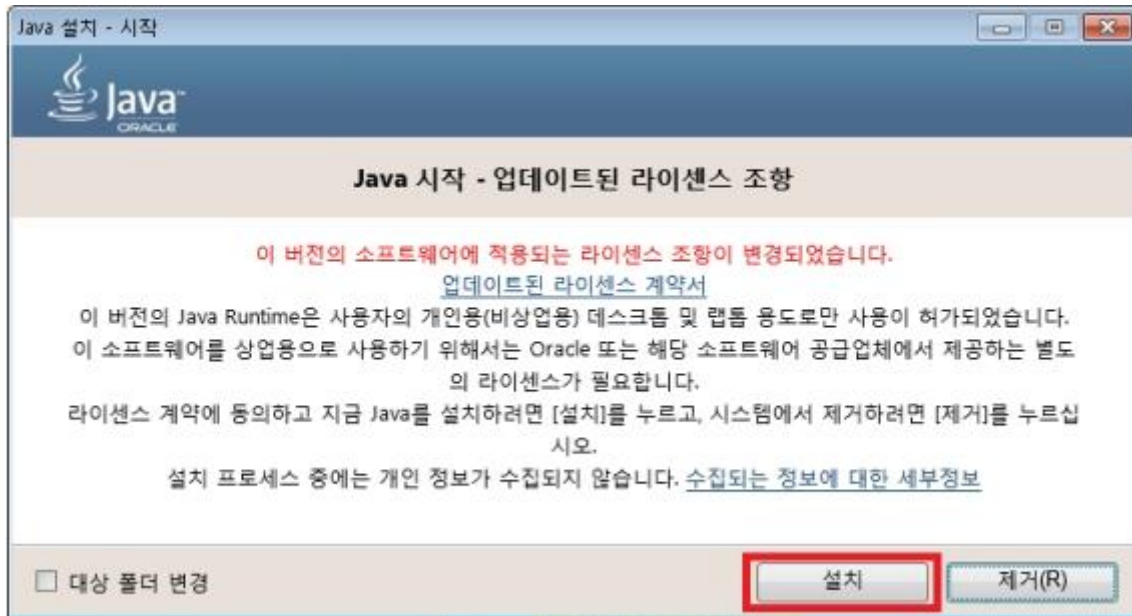 Java 설치 - 시작
Java
ORACLE
Java 시작 - 업데이트된 라이센스 조항
이 버전의 소프트웨어에 적용되는 라이센스 조항이 변경되었습니다.
업데이트된 라이센스 계약서
이 버전의 Java Runtime은 사용자의 개인용(비상업용) 데스크톱 및 랩톱 용도로만 사용이 허가되었습니다.
이 소프트웨어를 상업용으로 사용하기 위해서는 Oracle 또는 해당 소프트웨어 공급업체에서 제공하는 별도
의 라이센스가 필요합니다.
라이센스 계약에 동의하고 지금 Java를 설치하려면 [설치]를 누르고, 시스템에서 제거하려면 [제거]를 누르십
시오.
설치 프로세스 중에는 개인 정보가 수집되지 않습니다. 수집되는 정보에 대한 세부정보
대상 폴더 변경
설치
제거(R)